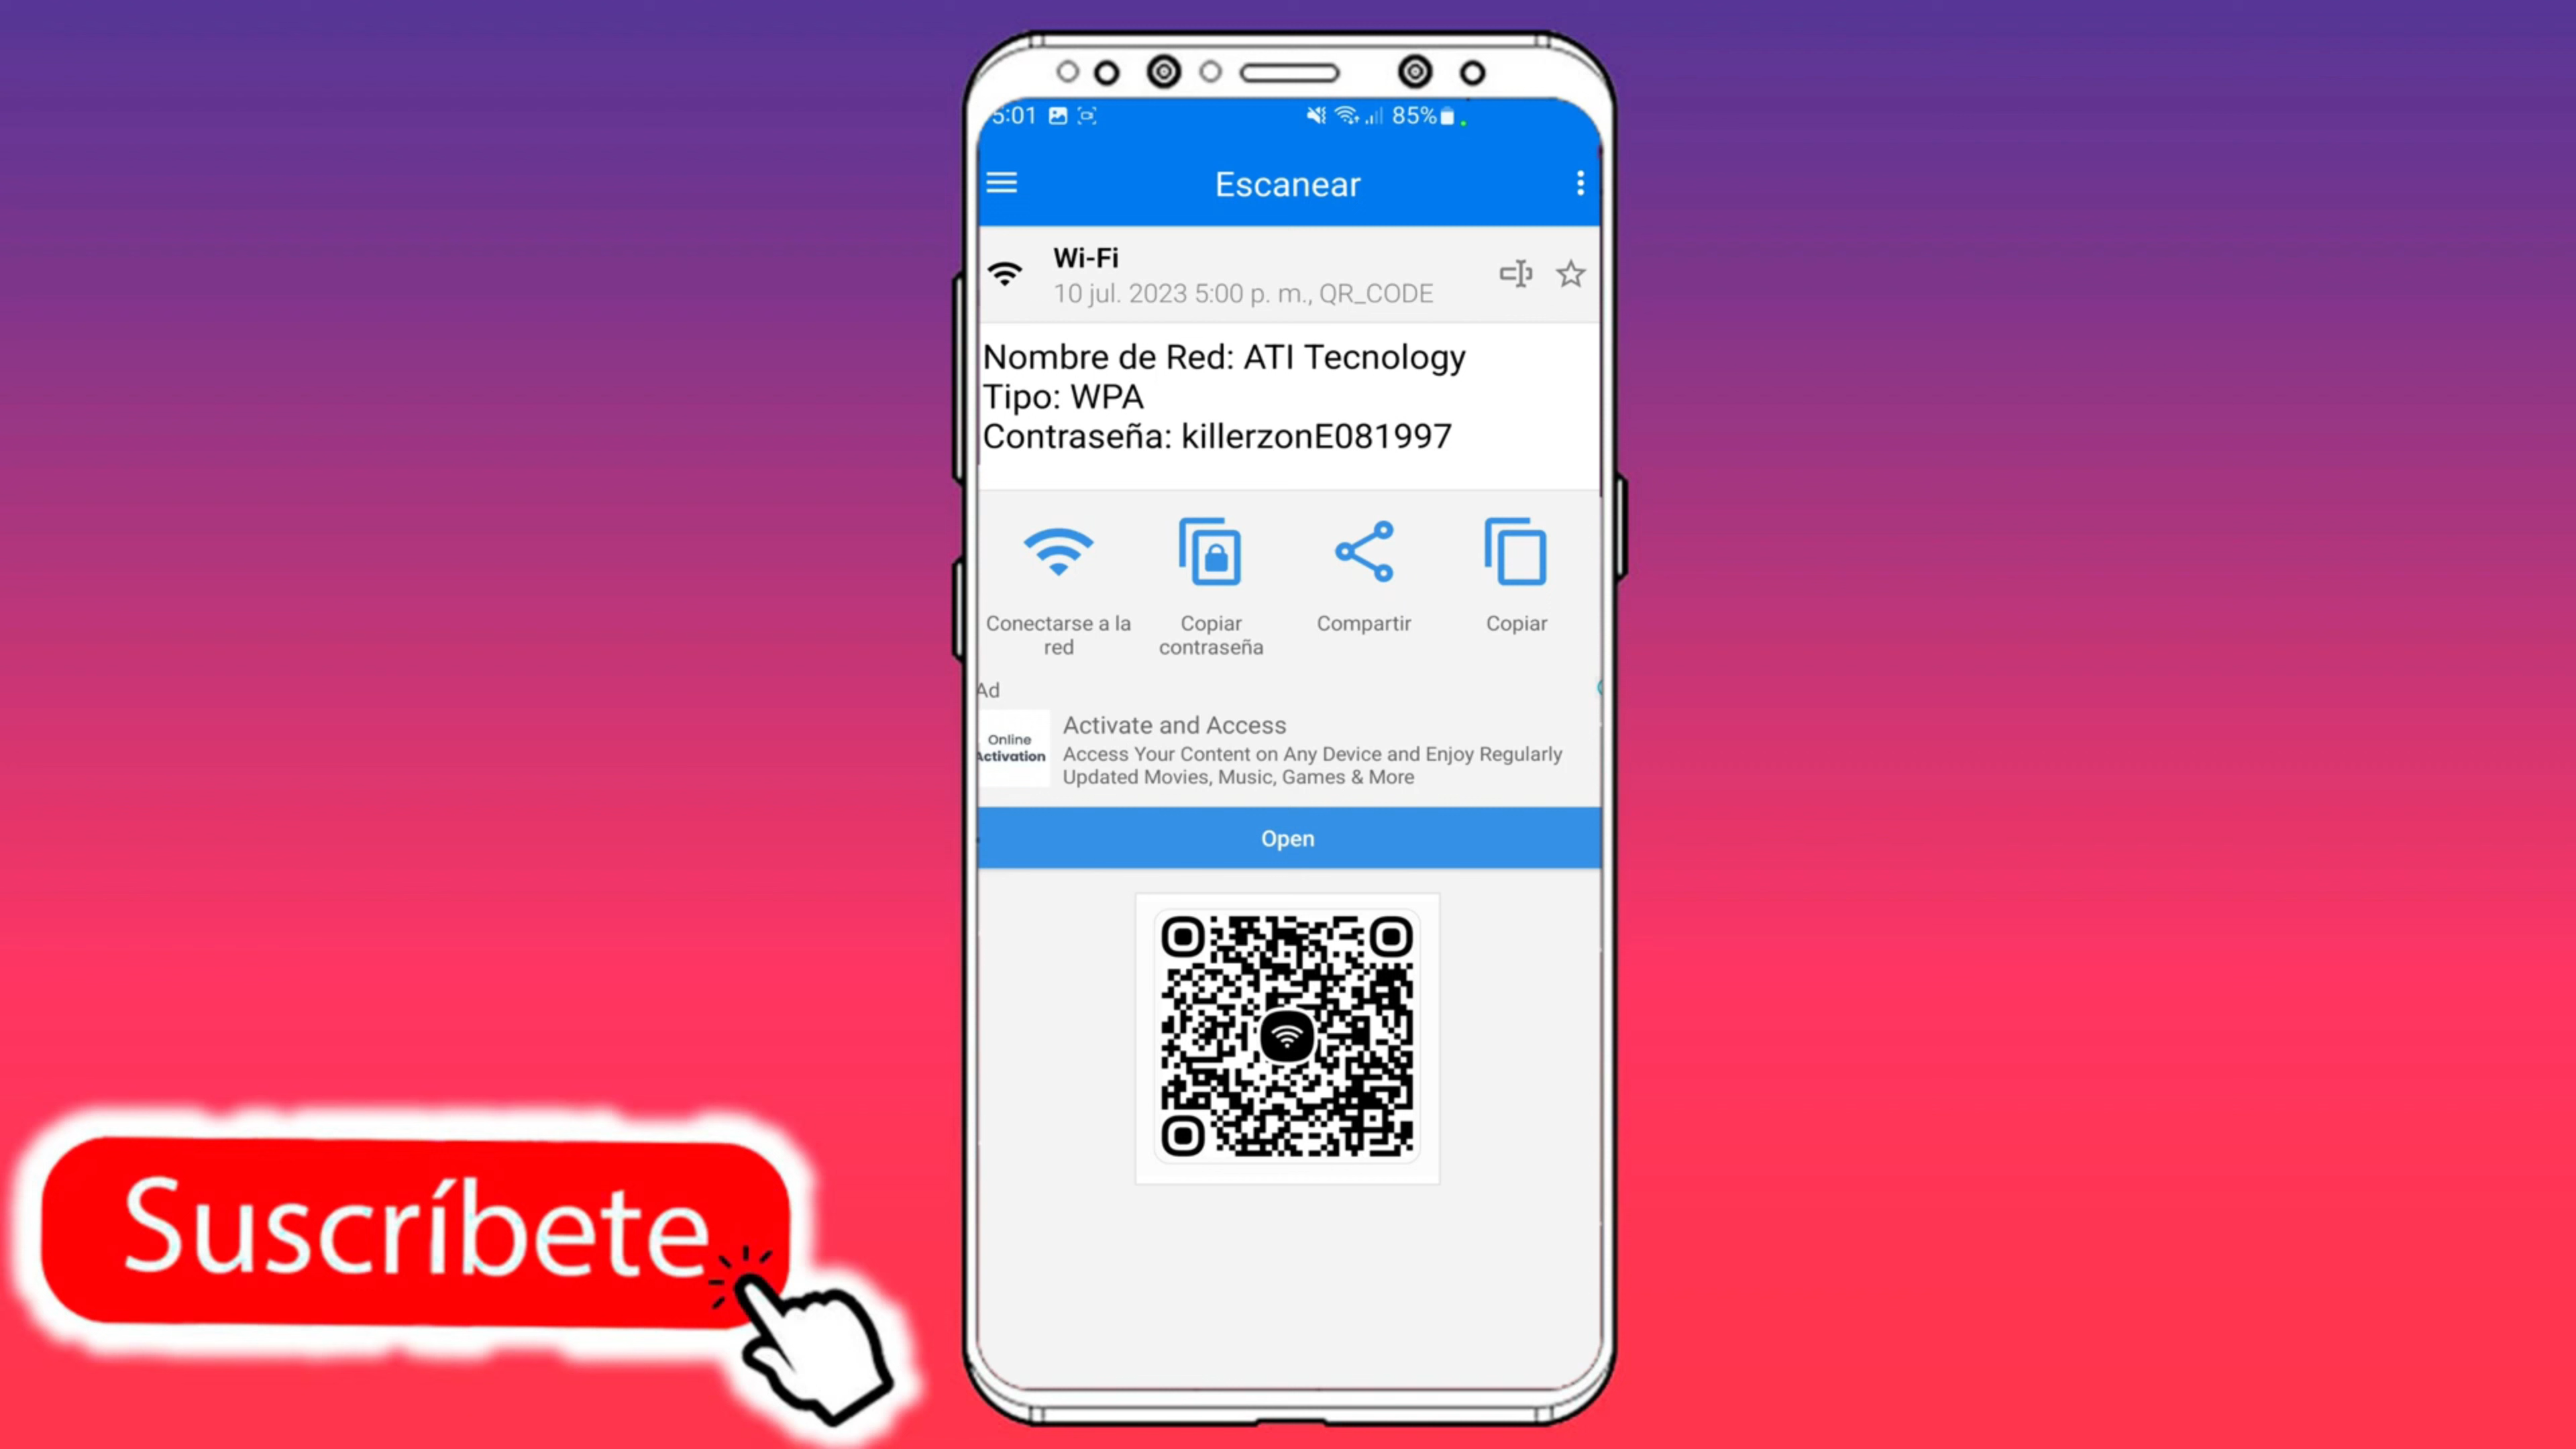 5:01
85%
Escanear
Wi-Fi
10 jul. 2023 5:00 p. m., QR_CODE
Nombre de Red: ATI Tecnology
Tipo: WPA
Contraseña: killerzonE081997
Conectarse a la
red
Copiar
contraseña
Compartir
Copiar
Ad
Online
Activation
Activate and Access
Access Your Content on Any Device and Enjoy Regularly
Updated Movies, Music, Games & More
Open
Suscríbete